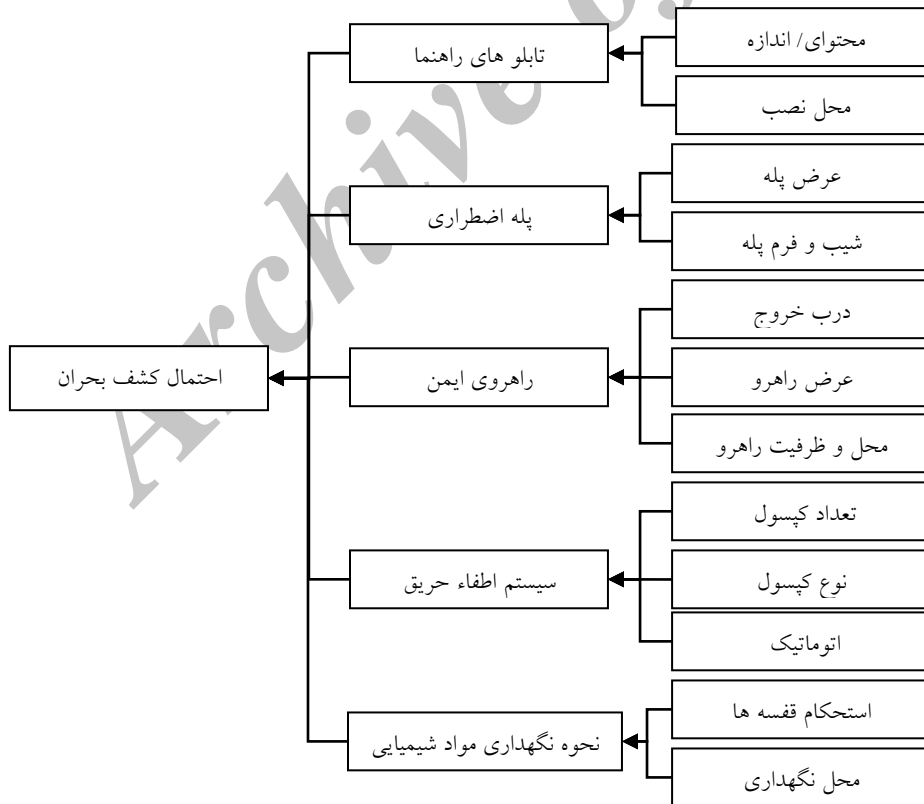 محتوای/ اندازه
تابلو های راهنما
محل نصب
عرض پله
پله اضطراری
شیب و فرم پله
درب خروج
راهروی ایمن
عرض راهرو
احتمال کشف بحران
محل و ظرفیت راهرو
تعداد کپسول
سیستم اطفاء حریق
نوع کپسول
اتوماتیک
استحکام قفسه ها
نحوه نگهداری مواد شیمیایی
محل نگهداری
Archive